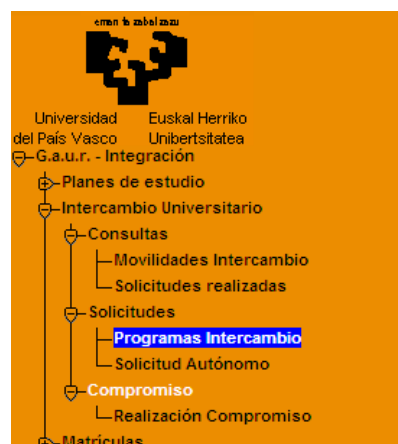 eman ta zabal zazu
Universidad Euskal Herriko
del País Vasco Unibertsitatea
G.a.u.r. - Integración
Planes de estudio
Intercambio Universitario
Consultas
Movilidades Intercambio
Solicitudes realizadas
Solicitudes
Programas Intercambio
Solicitud Autónomo
Compromiso
Realización Compromiso
Matrículas